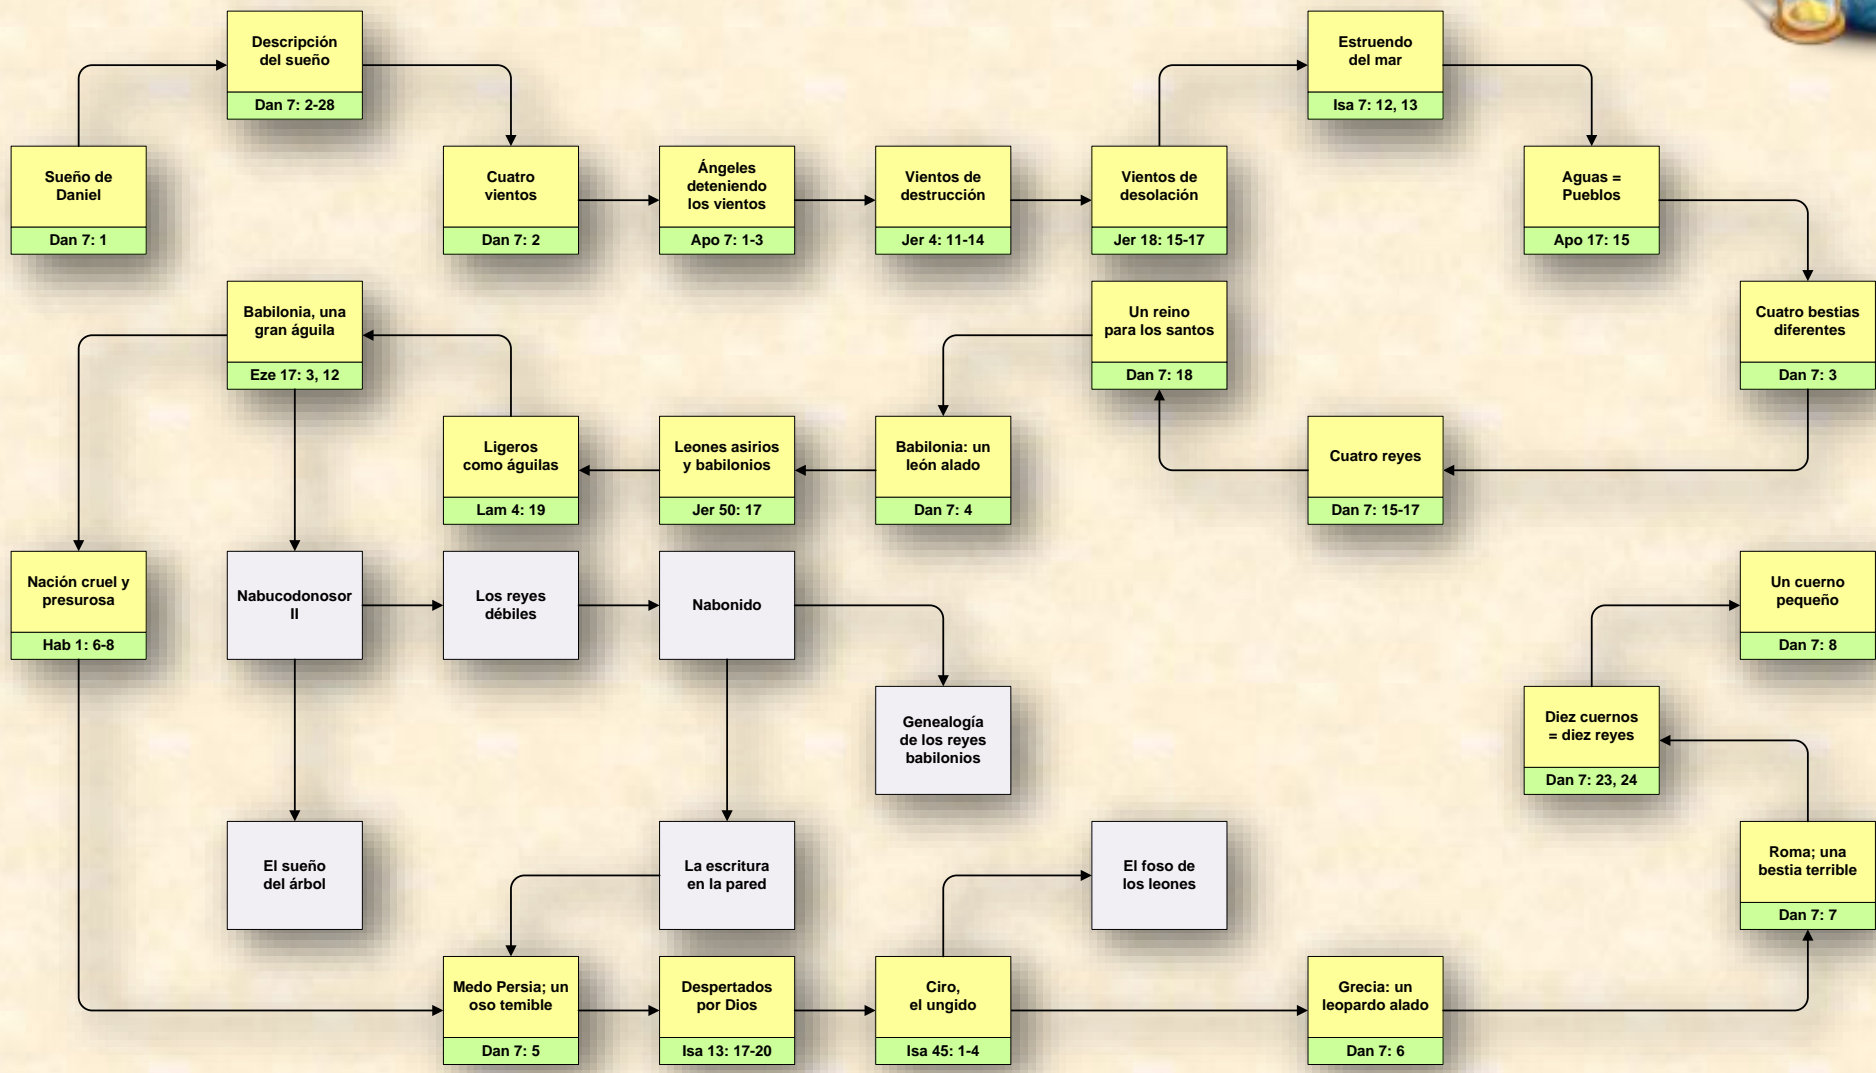 Descripción
del sueño
Dan 7: 2-28
Estruendo
del mar
Isa 7: 12, 13
Sueño de
Daniel
Dan 7: 1
Cuatro
vientos
Dan 7: 2
Ángeles
deteniendo
los vientos
Apo 7: 1-3
Vientos de
destrucción
Jer 4: 11-14
Vientos de
desolación
Jer 18: 15-17
Aguas =
Pueblos
Apo 17: 15
Babilonia, una
gran águila
Eze 17: 3, 12
Un reino
para los santos
Dan 7: 18
Cuatro bestias
diferentes
Dan 7: 3
Ligeros
como águilas
Lam 4: 19
Leones asirios
y babilonios
Jer 50: 17
Babilonia: un
león alado
Dan 7: 4
Cuatro reyes
Dan 7: 15-17
Nación cruel y
presurosa
Hab 1: 6-8
Nabucodonosor
II
Los reyes
débiles
Nabonido
Un cuerno
pequeño
Dan 7: 8
Genealogía
de los reyes
babilonios
Diez cuernos
= diez reyes
Dan 7: 23, 24
El sueño
del árbol
La escritura
en la pared
El foso de
los leones
Roma; una
bestia terrible
Dan 7: 7
Medo Persia; un
oso temible
Dan 7: 5
Despertados
por Dios
Isa 13: 17-20
Ciro,
el ungido
Isa 45: 1-4
Grecia: un
leopardo alado
Dan 7: 6